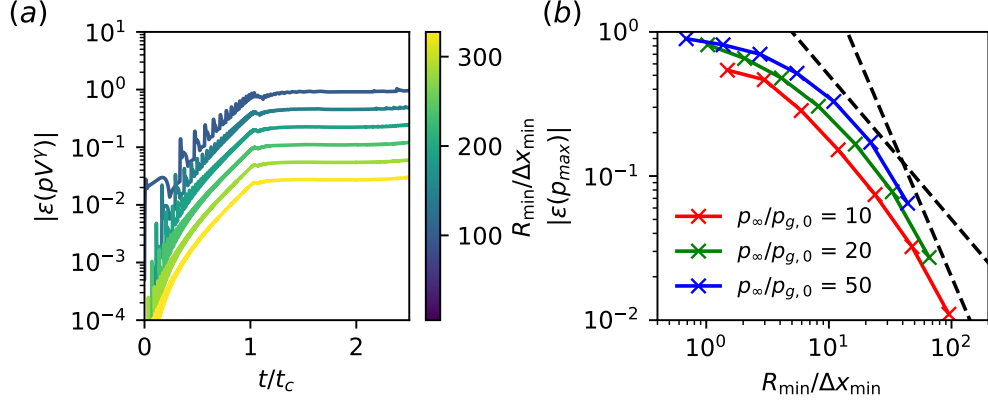 (a)
(b)
|ε(pV^γ)|
10^1
10^0
10^-1
10^-2
10^-3
10^-4
0
1
2
t/t_c
300
200
100
R_min/Δx_min
|ε(p_max)|
10^0
10^-1
10^-2
p_∞/p_g,0 = 10
p_∞/p_g,0 = 20
p_∞/p_g,0 = 50
10^0
10^1
10^2
R_min/Δx_min